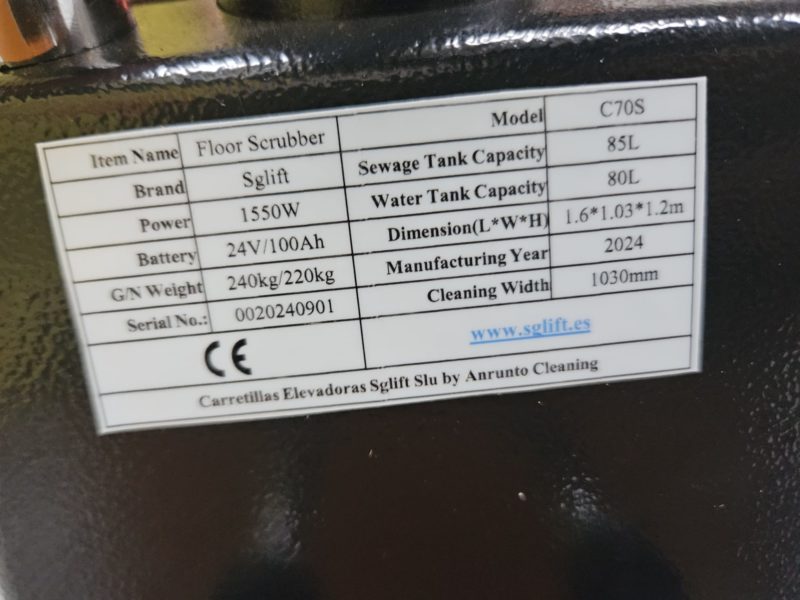 Item Name Floor Scrubber Model C70S
Brand Sglift Sewage Tank Capacity 85L
Power 1550W Water Tank Capacity 80L
Battery 24V/100Ah Dimension(L*W*H) 1.6*1.03*1.2m
G/N Weight 240kg/220kg Manufacturing Year 2024
Serial No.: 0020240901 Cleaning Width 1030mm
CE www.sglift.es
Carretillas Elevadoras Sglift Slu by Anrunto Cleaning